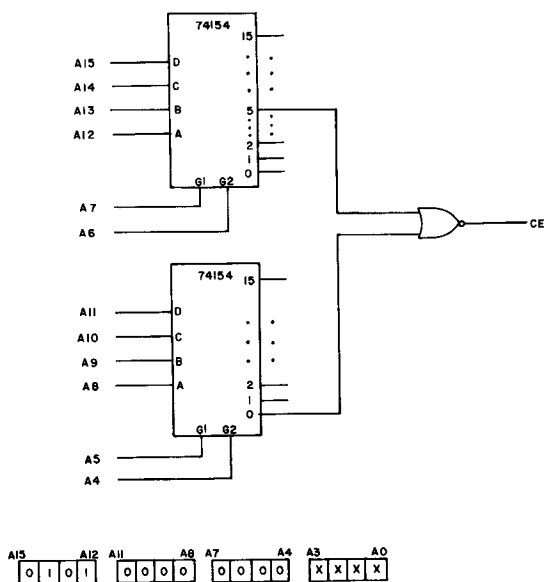 74154
15
A15 D
A14 C
A13 B 5
A12 A
2
1
0
G1 G2
A7
A6
CE
74154
15
A11 D
A10 C
A9 B
A8 A 2
1
0
G1 G2
A5
A4
A15 A12 A11 A8 A7 A4 A3 A0
0 1 0 1 0 0 0 0 0 0 0 0 X X X X